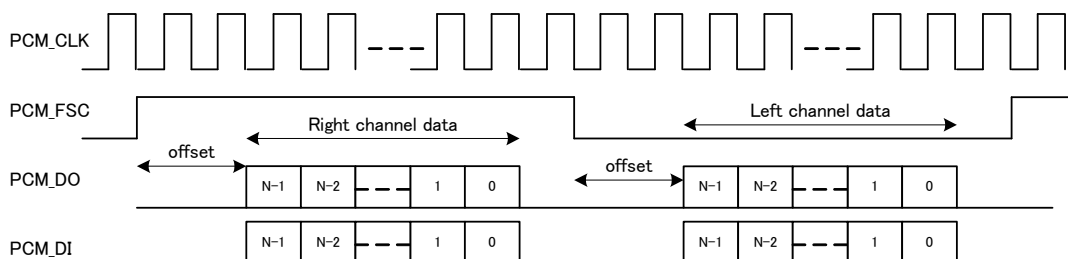 PCM_CLK
PCM_FSC
Right channel data
Left channel data
offset
offset
PCM_DO
N-1 N-2 1 0
N-1 N-2 1 0
PCM_DI
N-1 N-2 1 0
N-1 N-2 1 0